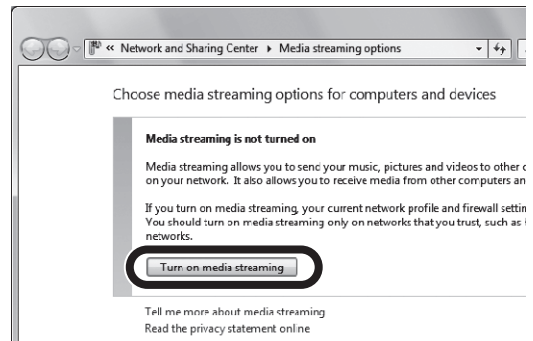 « Network and Sharing Center ▸ Media streaming options
Choose media streaming options for computers and devices
Media streaming is not turned on
Media streaming allows you to send your music, pictures and videos to other
on your network. It also allows you to receive media from other computers an
If you turn on media streaming, your current network profile and firewall settin
You should turn on media streaming only on networks that you trust, such as
networks.
Turn on media streaming
Tell me more about media streaming
Read the privacy statement online